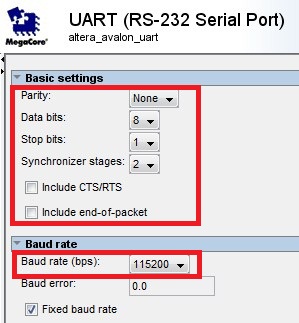 UART (RS-232 Serial Port)
MegaCore altera_avalon_uart
Basic settings
Parity: None
Data bits: 8
Stop bits: 1
Synchronizer stages: 2
Include CTS/RTS
Include end-of-packet
Baud rate
Baud rate (bps): 115200
Baud error: 0.0
Fixed baud rate